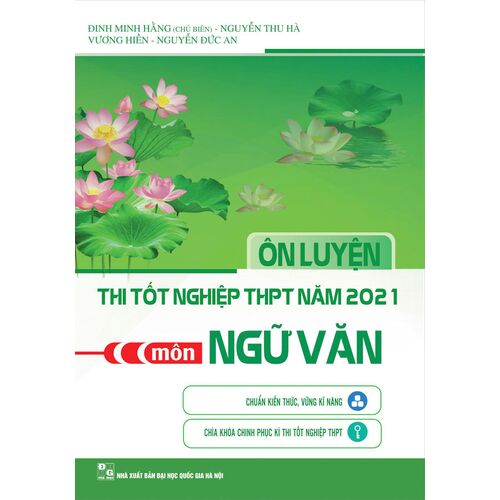 ĐINH MINH HẰNG (CHỦ BIÊN) - NGUYỄN THU HÀ
VƯƠNG HIỀN - NGUYỄN ĐỨC AN
ÔN LUYỆN
THI TỐT NGHIỆP THPT NĂM 2021
môn NGỮ VĂN
CHUẨN KIẾN THỨC, VỮNG KĨ NĂNG
CHÌA KHÓA CHINH PHỤC KÌ THI TỐT NGHIỆP THPT
NHÀ XUẤT BẢN ĐẠI HỌC QUỐC GIA HÀ NỘI